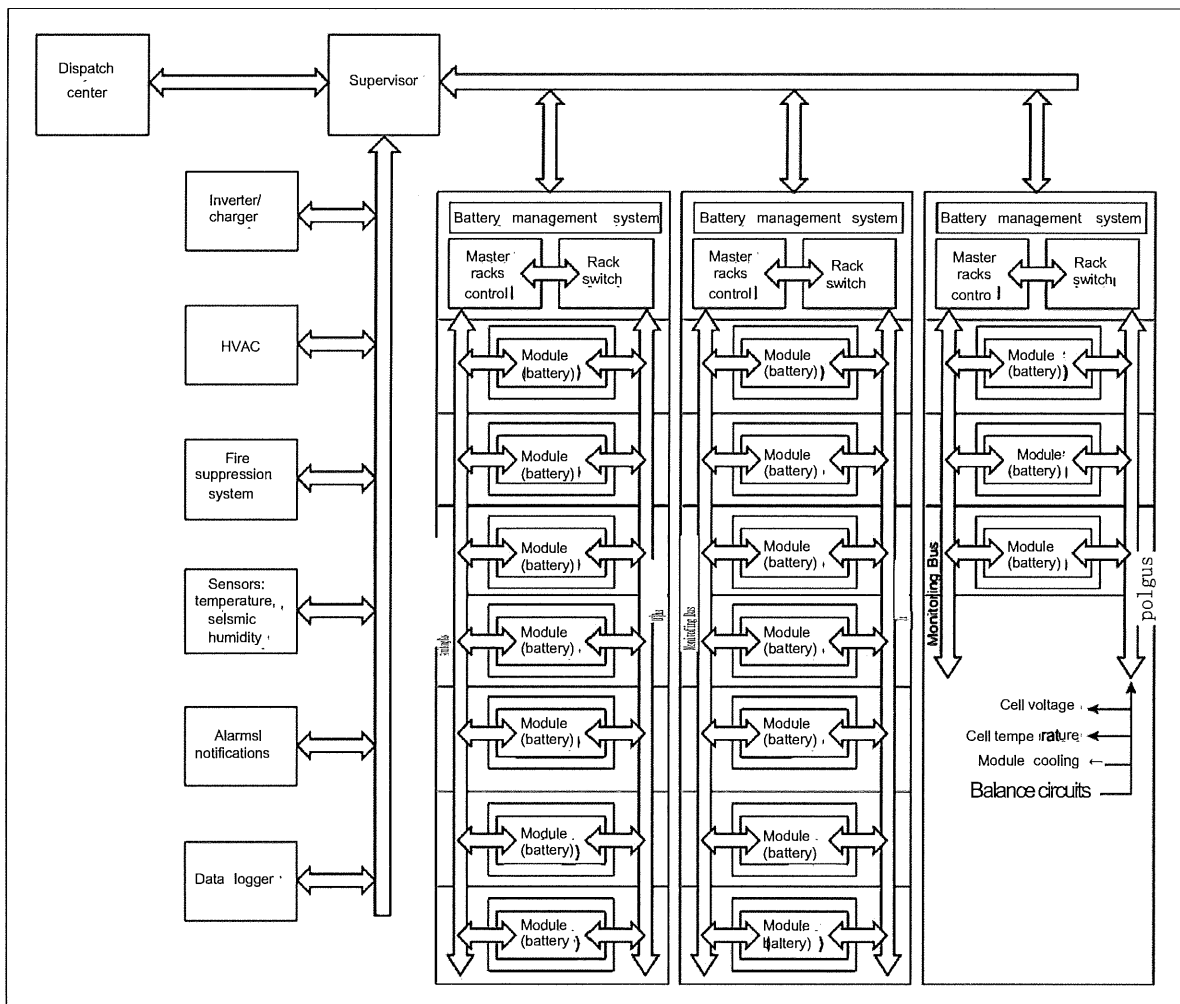 Dispatch
center
Supervisor
Inverter/
charger
HVAC
Fire
suppression
system
Sensors:
temperature,
selsmic
humidity
Alarmsl
notifications
Data logger
Battery management system
Master
racks
control
Rack
switch
Module
(battery)
Module
(battery)
Module
(battery)
Module
(battery)
Module
(battery)
Module
(battery)
Module
(battery)
Battery management system
Master
racks
control
Rack
switch
Module
(battery)
Module
(battery)
Module
(battery)
Module
(battery)
Module
(battery)
Module
(battery)
Module
(battery)
Battery management system
Master
racks
control
Rack
switch
Module
(battery)
Module
(battery)
Module
(battery)
Monitoring Bus
polgus
Cell voltage
Cell temperature
Module cooling
Balance circuits